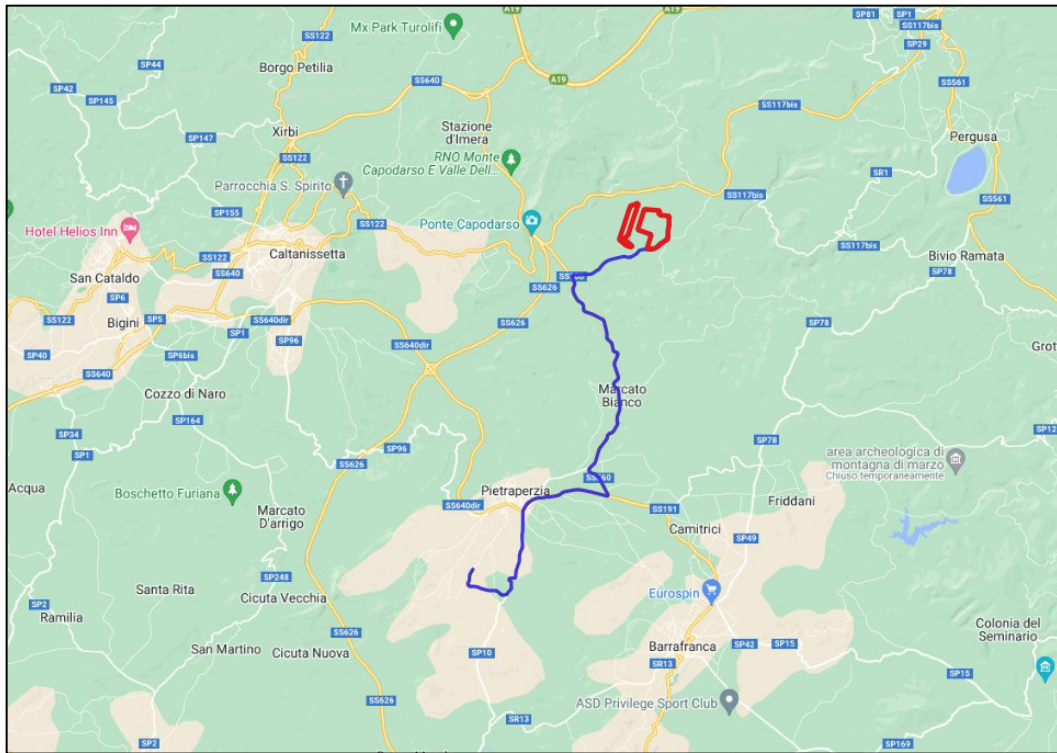 A19
A19
SP81
SP1
SS117bis
SP29
Mx Park Turolifi
SS122
Borgo Petilia
SP44
SP42
SP145
SS640
A19
SS561
SS117bis
Stazione
d'Imera
Pergusa
Xirbi
SP147
SS122
RNO Monte
Capodarso E Valle Dell...
SR1
Parrocchia S. Spirito
SS117bis
SS561
SP155
SS122
Ponte Capodarso
Hotel Helios Inn
SS122
Caltanissetta
SS117bis
Bivio Ramata
San Cataldo
SS640
SP78
SP6
SS626
SS122
Bigini
SP5
SS640dir
SS626
SP78
SP1
SP40
SP6bis
SP96
SS640dir
Grot
SS640
Cozzo di Naro
Marcato
Bianco
SP164
SP34
SP1
SP96
SP78
SP12
SS626
area archeologica di
montagna di marzo
Chiuso temporaneamente
Acqua
Boschetto Furiana
Pietraperzia
SS640dir
SS191
Friddani
Marcato
D'arrigo
Camitrici
SP49
SP248
Santa Rita
Eurospin
SP2
Cicuta Vecchia
Ramilia
Colonia del
Seminario
SS626
San Martino
Cicuta Nuova
SP10
Barrafranca
SP42
SP15
SR13
SP15
SS626
ASD Privilege Sport Club
SR13
SP2
SP169